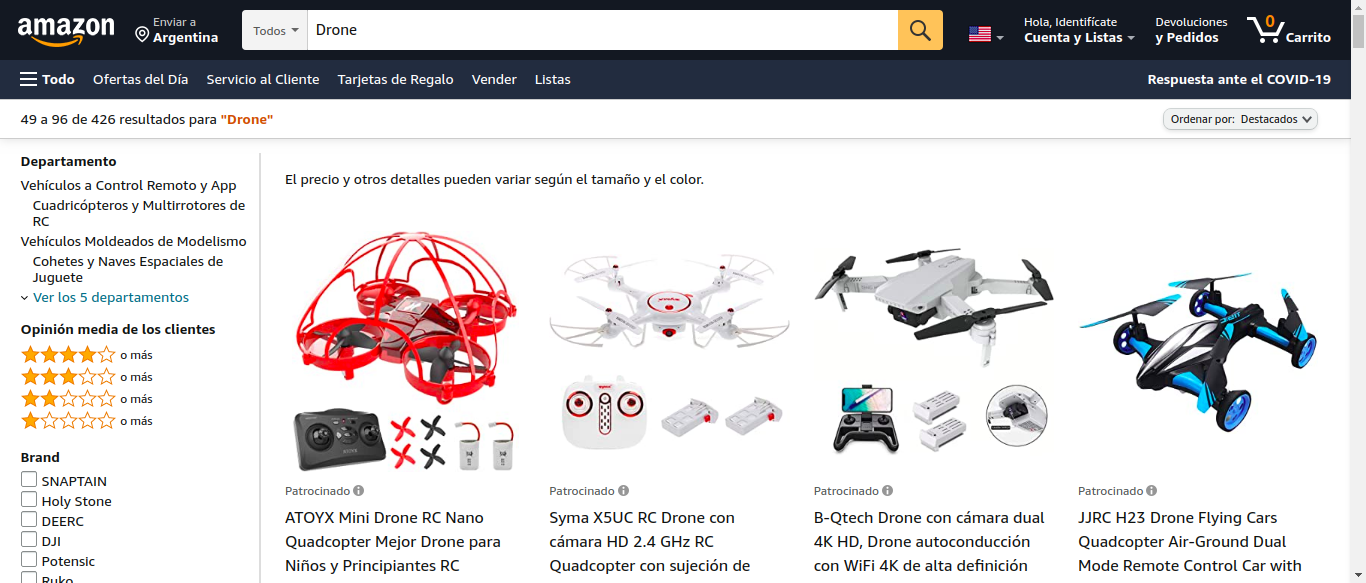 amazon
Enviar a
Argentina
Todos
Drone
Hola, Identifícate
Cuenta y Listas
Devoluciones
y Pedidos
0
Carrito
Todo
Ofertas del Día
Servicio al Cliente
Tarjetas de Regalo
Vender
Listas
Respuesta ante el COVID-19
49 a 96 de 426 resultados para "Drone"
Ordenar por: Destacados
Departamento
Vehículos a Control Remoto y App
Cuadricópteros y Multirrotores de
RC
Vehículos Moldeados de Modelismo
Cohetes y Naves Espaciales de
Juguete
Ver los 5 departamentos
Opinión media de los clientes
o más
o más
o más
o más
Brand
SNAPTAIN
Holy Stone
DEERC
DJI
Potensic
Ruko
El precio y otros detalles pueden variar según el tamaño y el color.
Patrocinado
ATOYX Mini Drone RC Nano
Quadcopter Mejor Drone para
Niños y Principiantes RC
Patrocinado
Syma X5UC RC Drone con
cámara HD 2.4 GHz RC
Quadcopter con sujeción de
Patrocinado
B-Qtech Drone con cámara dual
4K HD, Drone autoconducción
con WiFi 4K de alta definición
Patrocinado
JJRC H23 Drone Flying Cars
Quadcopter Air-Ground Dual
Mode Remote Control Car with